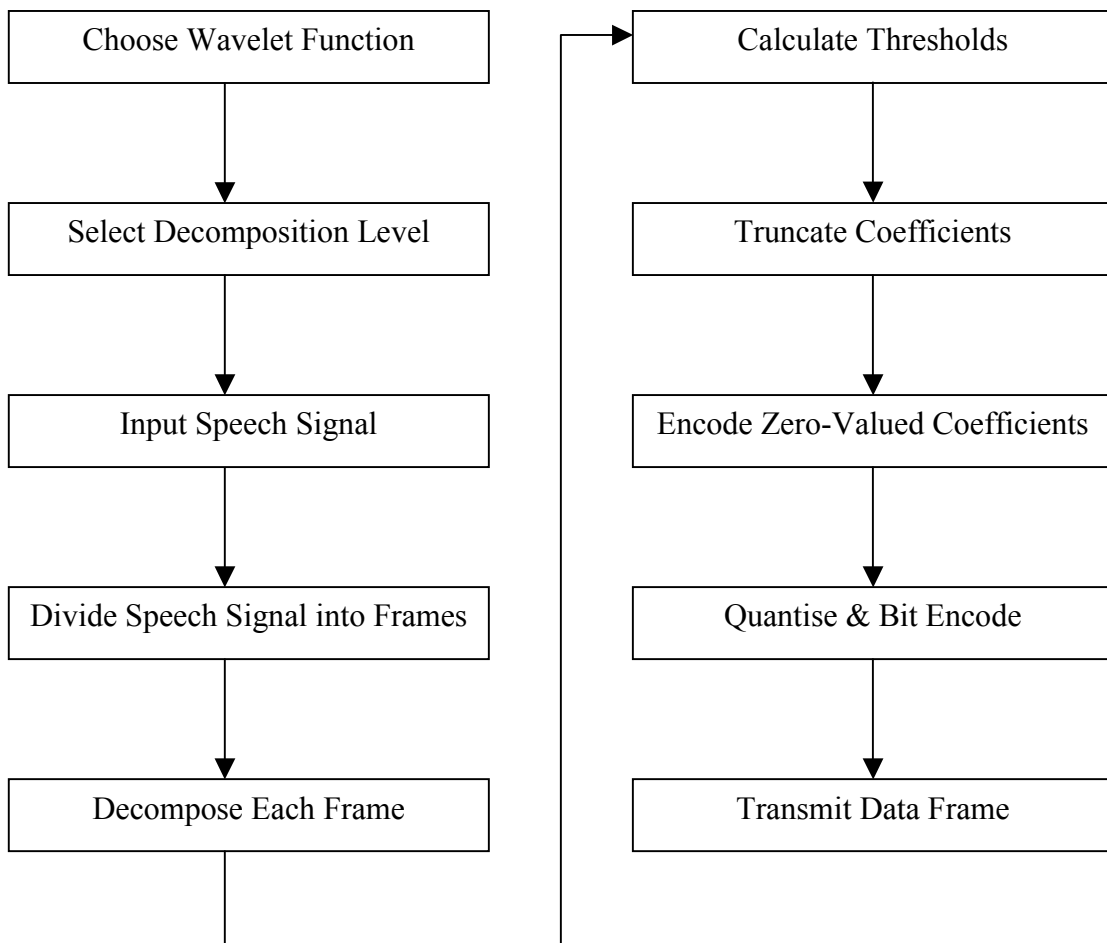 Choose Wavelet Function
Select Decomposition Level
Input Speech Signal
Divide Speech Signal into Frames
Decompose Each Frame
Calculate Thresholds
Truncate Coefficients
Encode Zero-Valued Coefficients
Quantise & Bit Encode
Transmit Data Frame